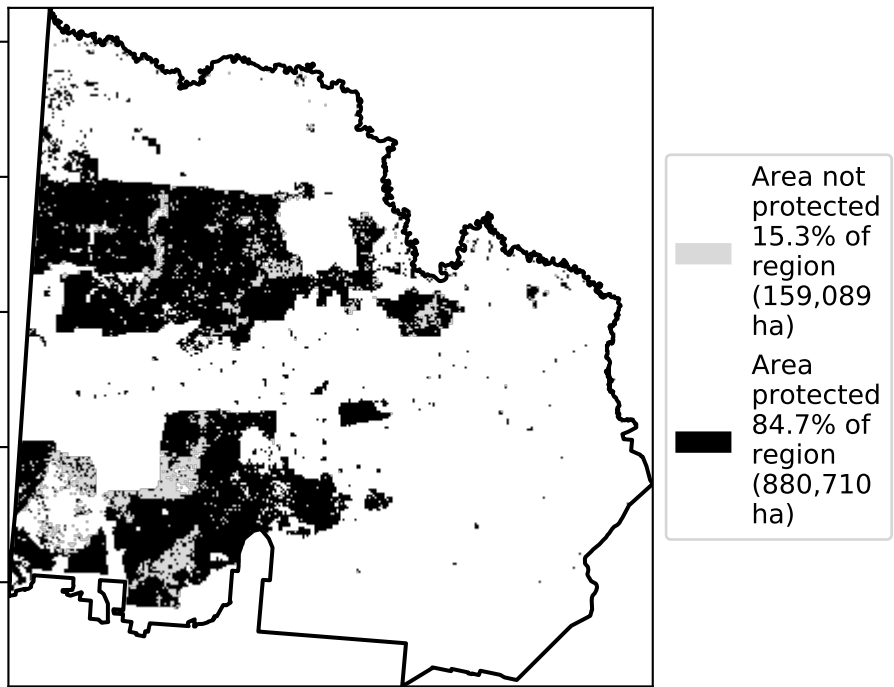 Area not
protected
15.3% of
region
(159,089
ha)
Area
protected
84.7% of
region
(880,710
ha)